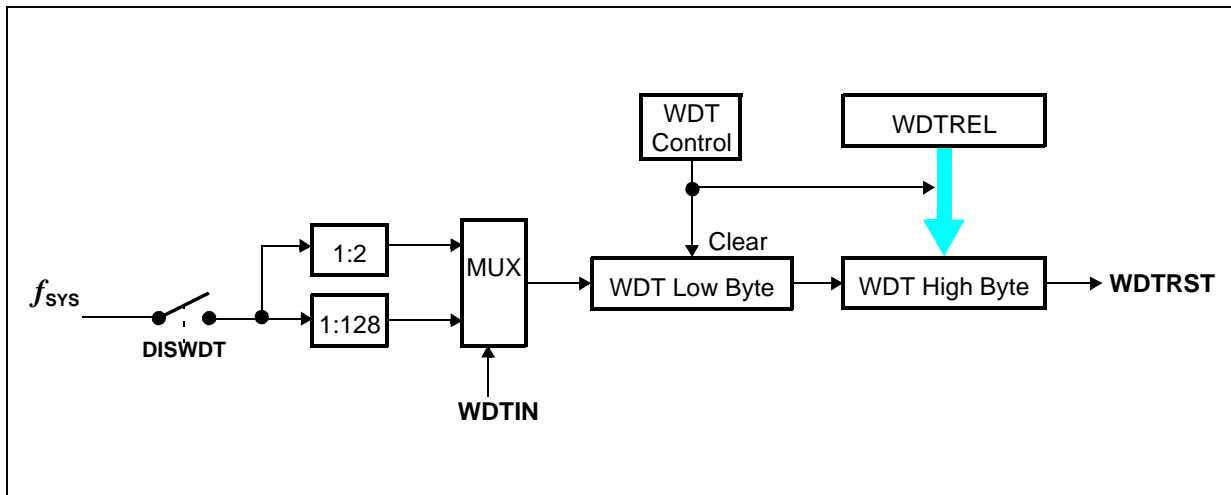 WDT
Control
WDTREL
Clear
1:2
MUX
WDT Low Byte
WDT High Byte
WDTRST
fSYS
1:128
DISWDT
WDTIN